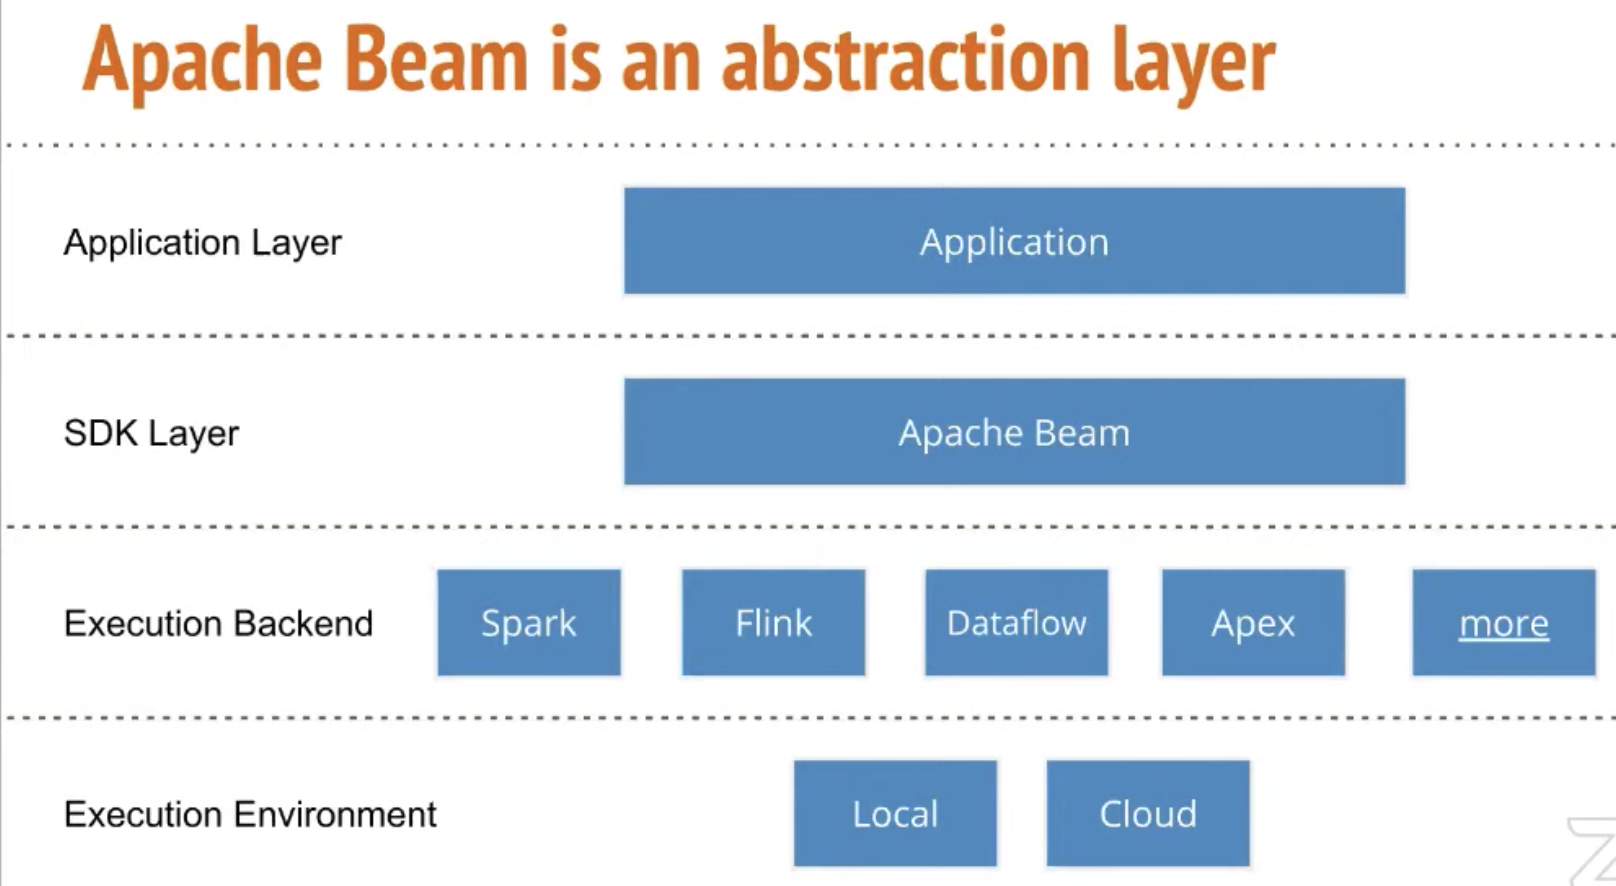 Apache Beam is an abstraction layer
Application Layer
Application
SDK Layer
Apache Beam
Execution Backend
Spark
Flink
Dataflow
Apex
more
Execution Environment
Local
Cloud